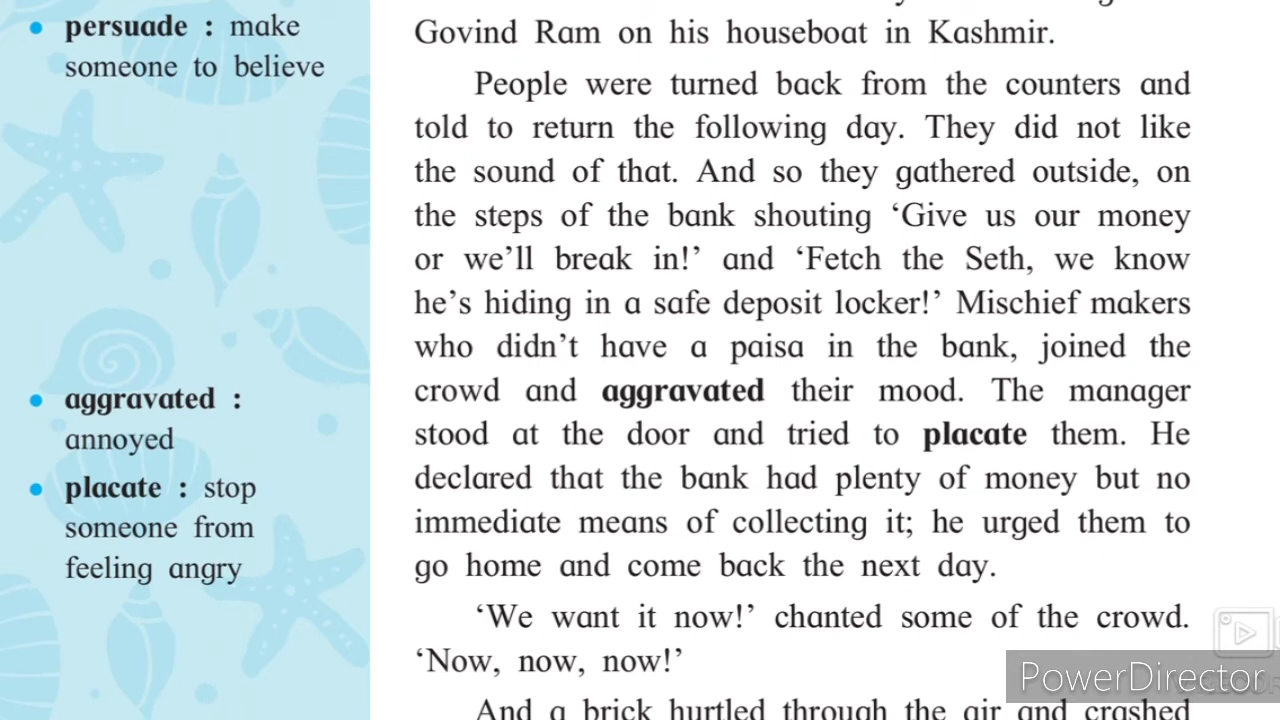 persuade : make
someone to believe
aggravated :
annoyed
placate : stop
someone from
feeling angry
Govind Ram on his houseboat in Kashmir.
People were turned back from the counters and
told to return the following day. They did not like
the sound of that. And so they gathered outside, on
the steps of the bank shouting ‘Give us our money
or we’ll break in!’ and ‘Fetch the Seth, we know
he’s hiding in a safe deposit locker!’ Mischief makers
who didn’t have a paisa in the bank, joined the
crowd and aggravated their mood. The manager
stood at the door and tried to placate them. He
declared that the bank had plenty of money but no
immediate means of collecting it; he urged them to
go home and come back the next day.
‘We want it now!’ chanted some of the crowd.
‘Now, now, now!’
And a brick hurtled through the air and crashed
PowerDirector